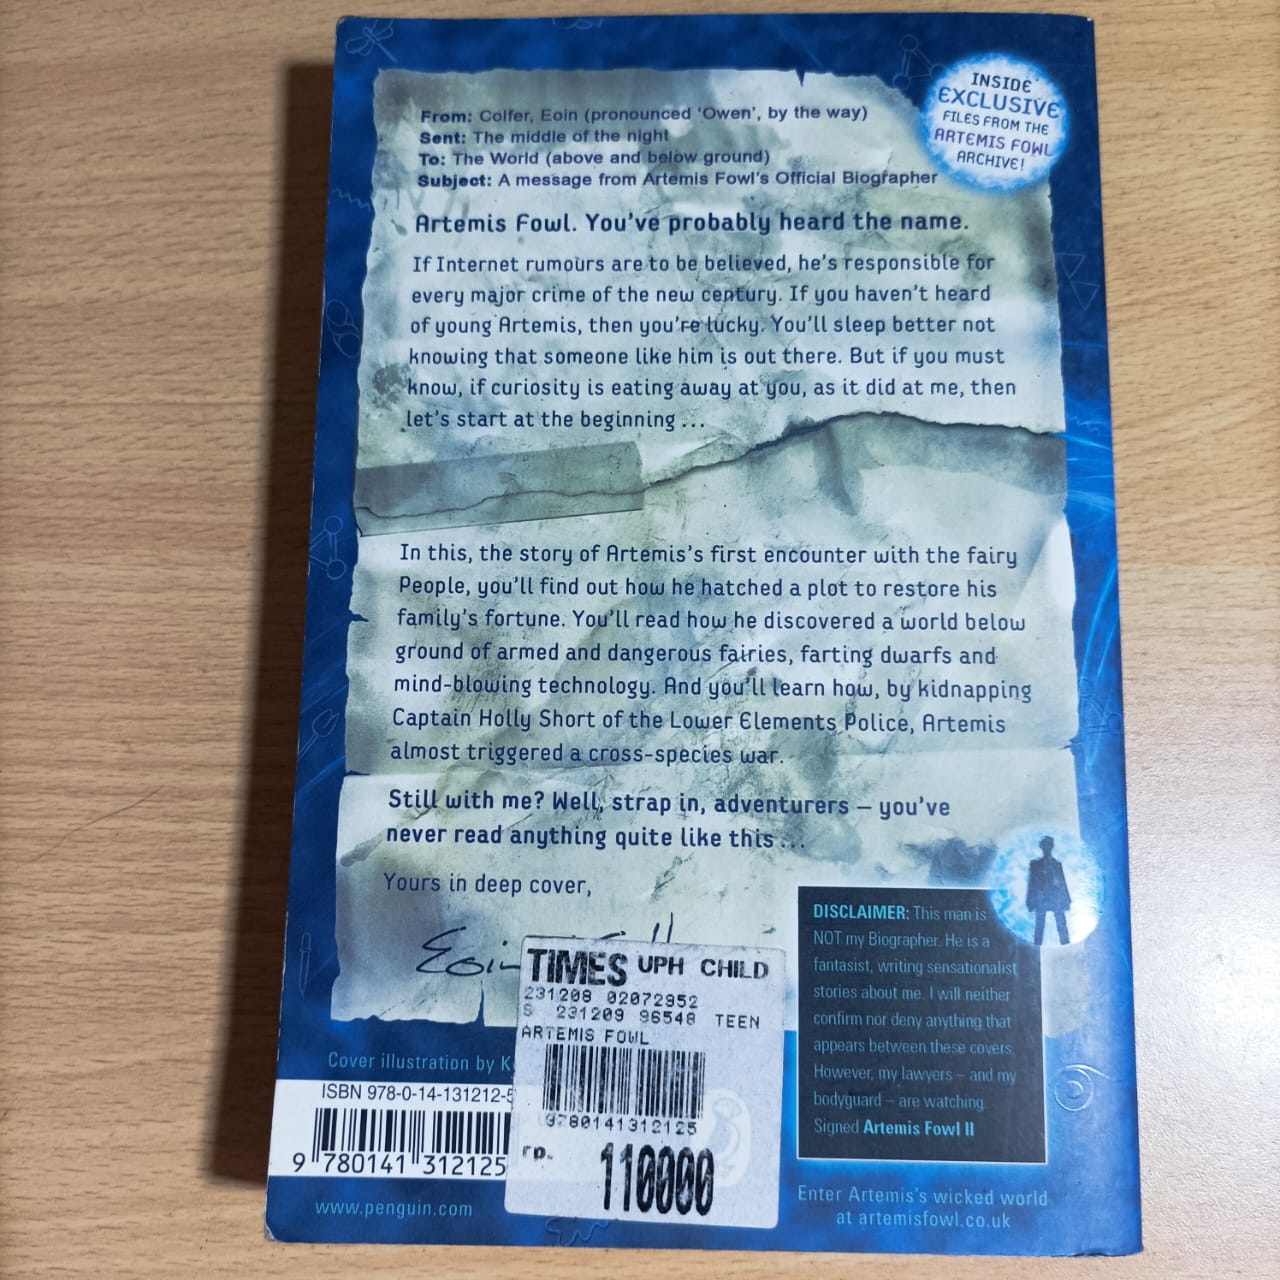 INSIDE
EXCLUSIVE
FILES FROM THE
ARTEMIS FOWL
ARCHIVE!
From: Colfer, Eoin (pronounced 'Owen', by the way)
Sent: The middle of the night
To: The World (above and below ground)
Subject: A message from Artemis Fowl's Official Biographer
Artemis Fowl. You've probably heard the name.
If Internet rumours are to be believed, he's responsible for
every major crime of the new century. If you haven't heard
of young Artemis, then you're lucky. You'll sleep better not
knowing that someone like him is out there. But if you must
know, if curiosity is eating away at you, as it did at me, then
let's start at the beginning ...
In this, the story of Artemis's first encounter with the fairy
People, you'll find out how he hatched a plot to restore his
family's fortune. You'll read how he discovered a world below
ground of armed and dangerous fairies, farting dwarfs and
mind-blowing technology. And you'll learn how, by kidnapping
Captain Holly Short of the Lower Elements Police, Artemis
almost triggered a cross-species war.
Still with me? Well, strap in, adventurers – you've
never read anything quite like this ...
Yours in deep cover,
Eoin
TIMES UPH CHILD
231208 02072952
S 231209 96548 TEEN
ARTEMIS FOWL
9780141312125
rp. 110000
Cover illustration by
ISBN 978-0-14-131212-5
9 780141 312125
www.penguin.com
DISCLAIMER: This man is
NOT my Biographer. He is a
fantasist, writing sensationalist
stories about me. I will neither
confirm nor deny anything that
appears between these covers.
However, my lawyers – and my
bodyguard – are watching.
Signed Artemis Fowl II
Enter Artemis's wicked world
at artemisfowl.co.uk